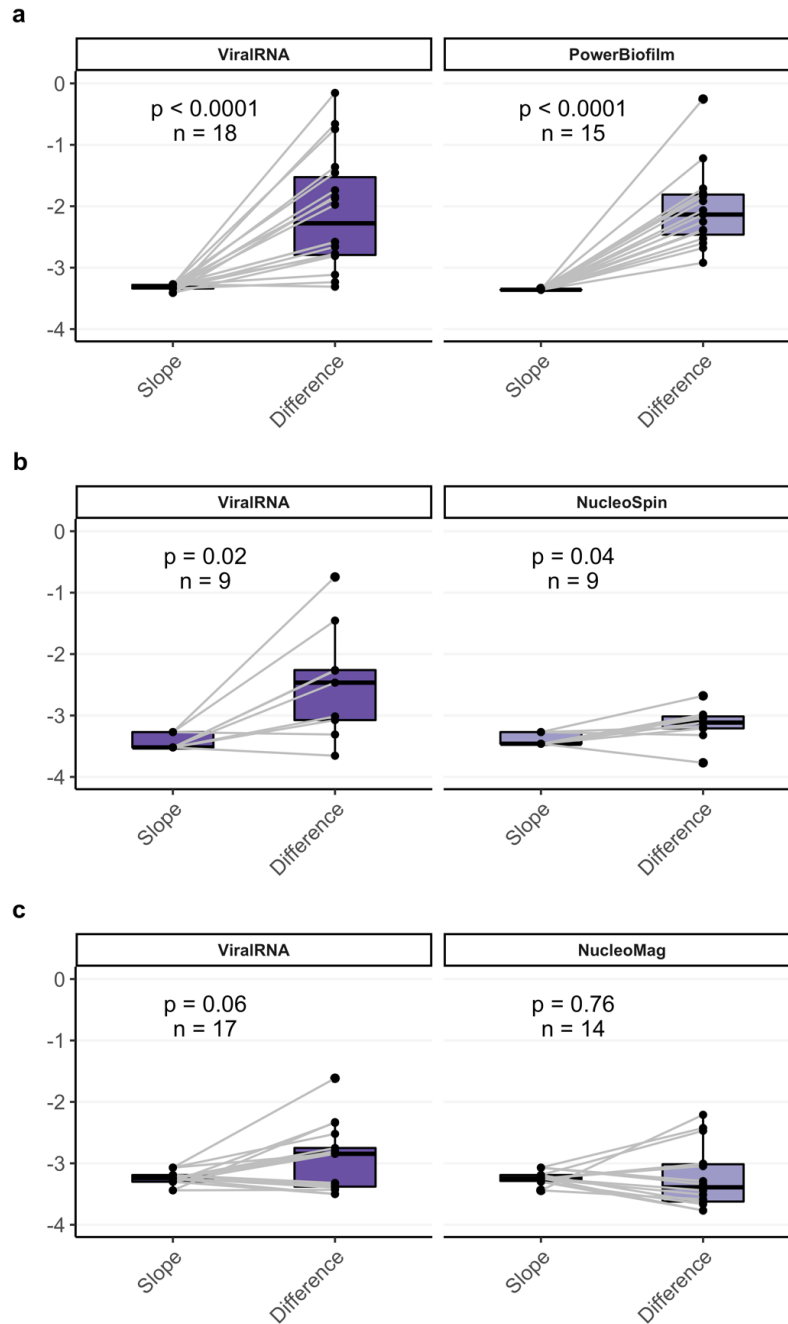 a
ViralRNA
PowerBiofilm
0
-1
-2
-3
-4
p < 0.0001
n = 18
p < 0.0001
n = 15
Slope
Difference
Slope
Difference
b
ViralRNA
NucleoSpin
0
-1
-2
-3
-4
p = 0.02
n = 9
p = 0.04
n = 9
Slope
Difference
Slope
Difference
c
ViralRNA
NucleoMag
0
-1
-2
-3
-4
p = 0.06
n = 17
p = 0.76
n = 14
Slope
Difference
Slope
Difference